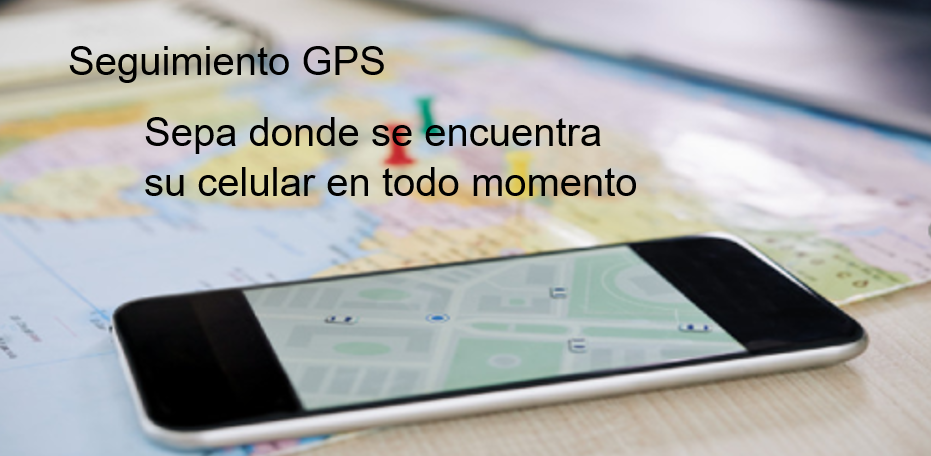 Seguimiento GPS
Sepa donde se encuentra
su celular en todo momento